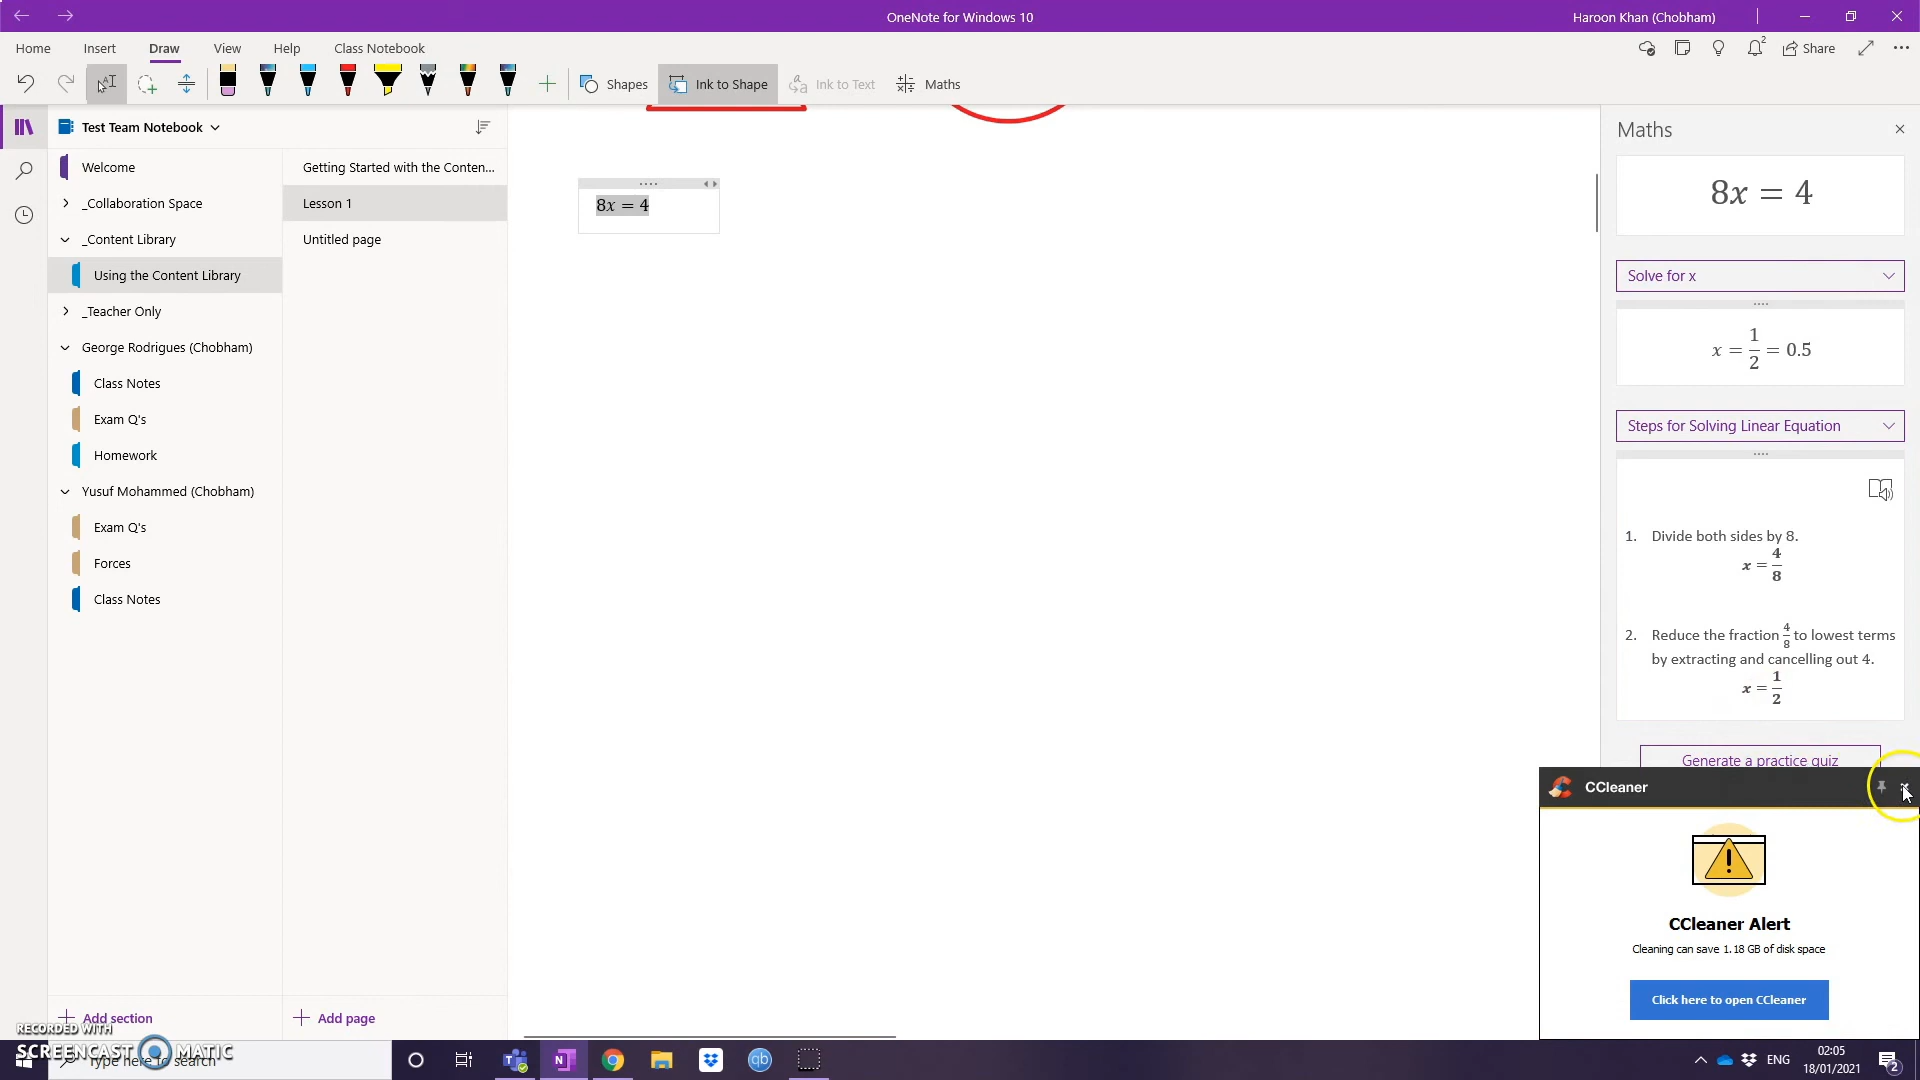 OneNote for Windows 10
Haroon Khan (Chobham)
Home Insert Draw View Help Class Notebook
2
Share
Shapes Ink to Shape Ink to Text Maths
Test Team Notebook
Welcome
_Collaboration Space
_Content Library
Using the Content Library
_Teacher Only
George Rodrigues (Chobham)
Class Notes
Exam Q's
Homework
Yusuf Mohammed (Chobham)
Exam Q's
Forces
Class Notes
Add section
Getting Started with the Conten...
Lesson 1
Untitled page
Add page
8x = 4
Maths
8x = 4
Solve for x
x = 1/2 = 0.5
Steps for Solving Linear Equation
1. Divide both sides by 8.
x = 4/8
2. Reduce the fraction 4/8 to lowest terms
by extracting and cancelling out 4.
x = 1/2
Generate a practice quiz
CCleaner
CCleaner Alert
Cleaning can save 1.18 GB of disk space
Click here to open CCleaner
RECORDED WITH
SCREENCAST MATIC
Type here to search
qb
ENG
02:05
18/01/2021
2